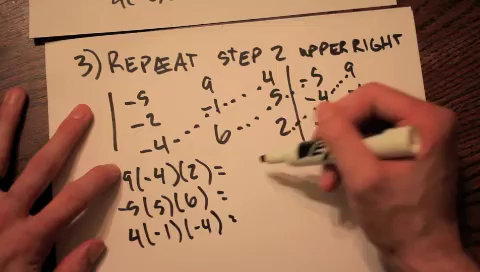 3) REPEAT STEP 2 UPPER RIGHT
-5 9 4 -5 9
-2 -1 5 -4
-4 6 2
9(-4)(2)=
-5(5)(6)=
4(-1)(-4)=